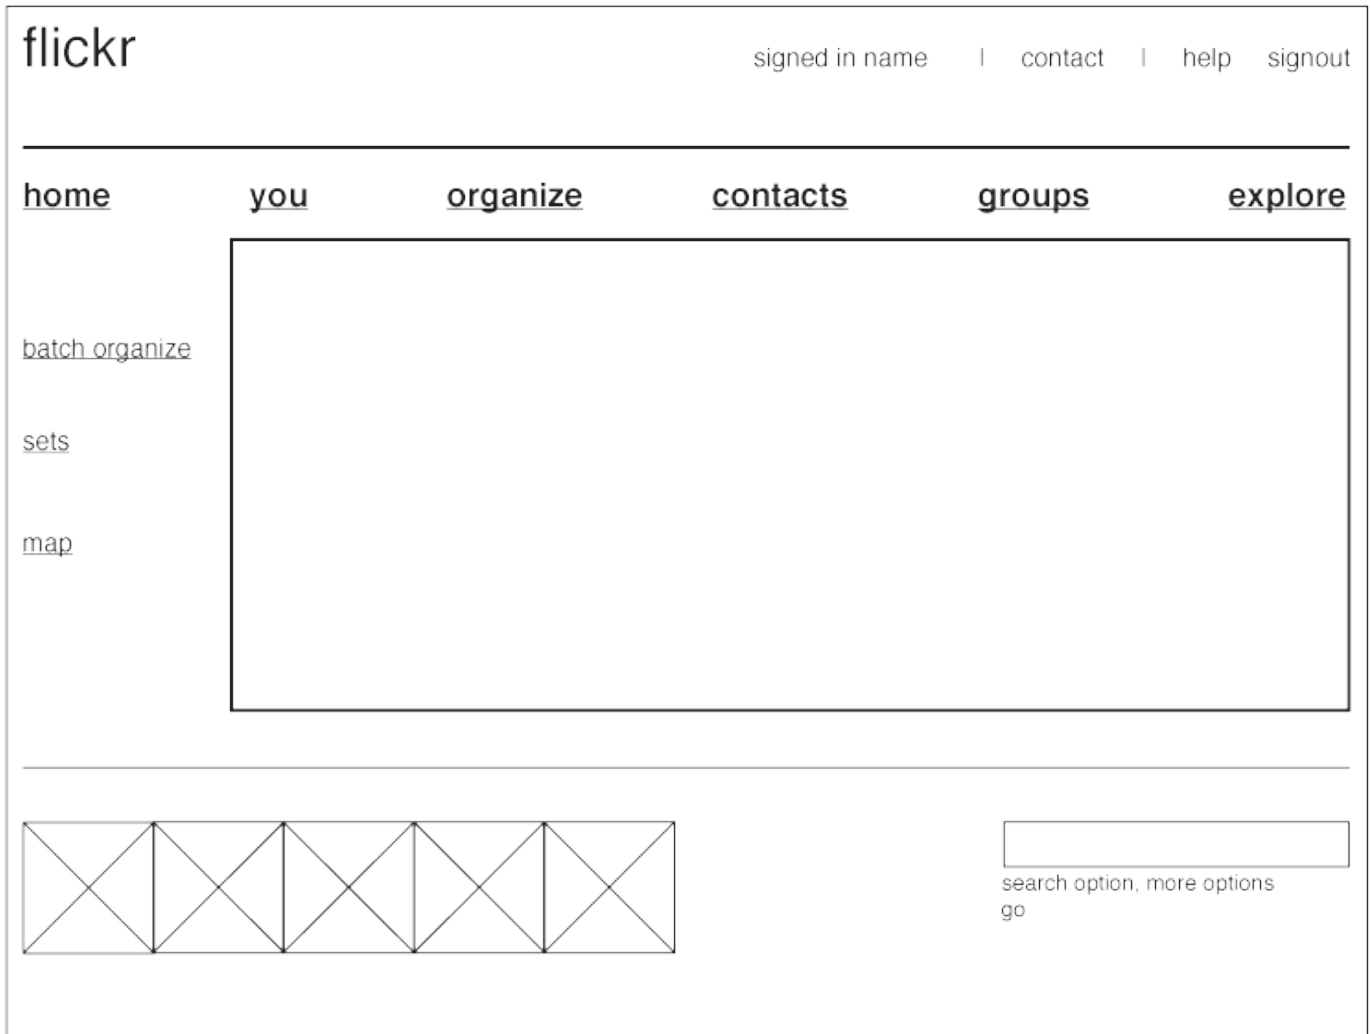 flickr
signed in name | contact | help signout
home you organize contacts groups explore
batch organize
sets
map
search option, more options
go